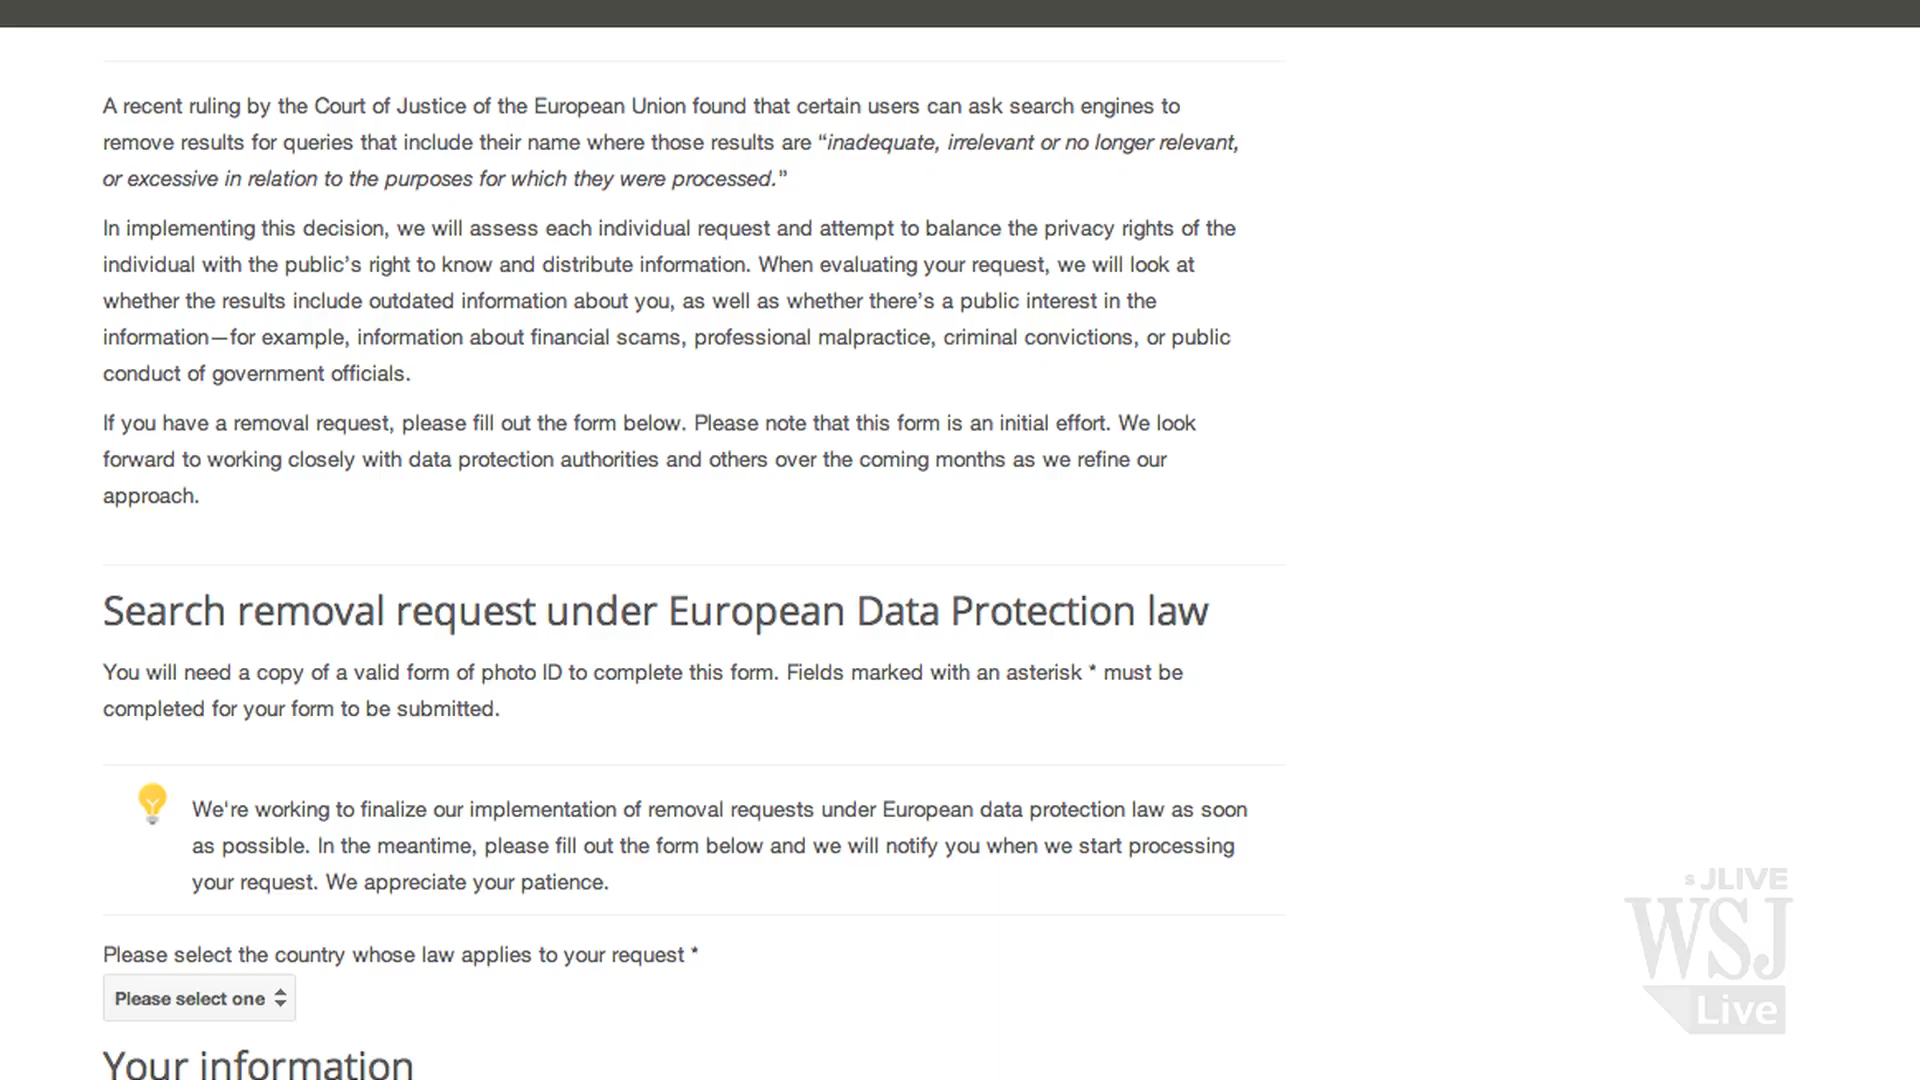 A recent ruling by the Court of Justice of the European Union found that certain users can ask search engines to
remove results for queries that include their name where those results are “inadequate, irrelevant or no longer relevant,
or excessive in relation to the purposes for which they were processed.”
In implementing this decision, we will assess each individual request and attempt to balance the privacy rights of the
individual with the public’s right to know and distribute information. When evaluating your request, we will look at
whether the results include outdated information about you, as well as whether there’s a public interest in the
information—for example, information about financial scams, professional malpractice, criminal convictions, or public
conduct of government officials.
If you have a removal request, please fill out the form below. Please note that this form is an initial effort. We look
forward to working closely with data protection authorities and others over the coming months as we refine our
approach.
Search removal request under European Data Protection law
You will need a copy of a valid form of photo ID to complete this form. Fields marked with an asterisk * must be
completed for your form to be submitted.
We're working to finalize our implementation of removal requests under European data protection law as soon
as possible. In the meantime, please fill out the form below and we will notify you when we start processing
your request. We appreciate your patience.
Please select the country whose law applies to your request *
Please select one
Your information
s JLIVE
WSJ
Live